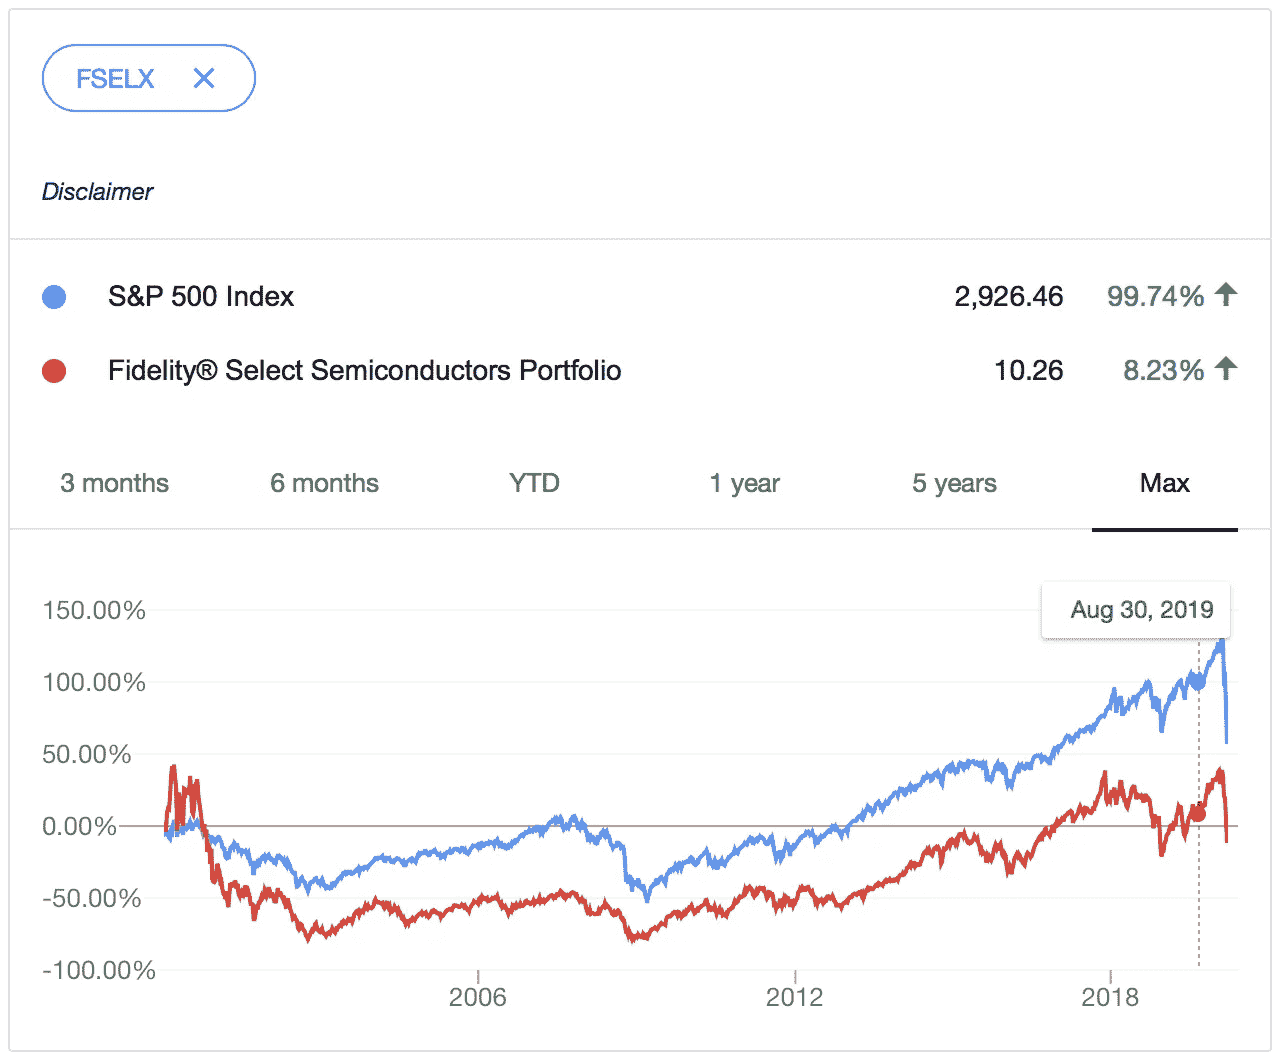 FSELX ✕
Disclaimer
S&P 500 Index 2,926.46 99.74% ↑
Fidelity® Select Semiconductors Portfolio 10.26 8.23% ↑
3 months 6 months YTD 1 year 5 years Max
150.00%
Aug 30, 2019
100.00%
50.00%
0.00%
-50.00%
-100.00%
2006 2012 2018